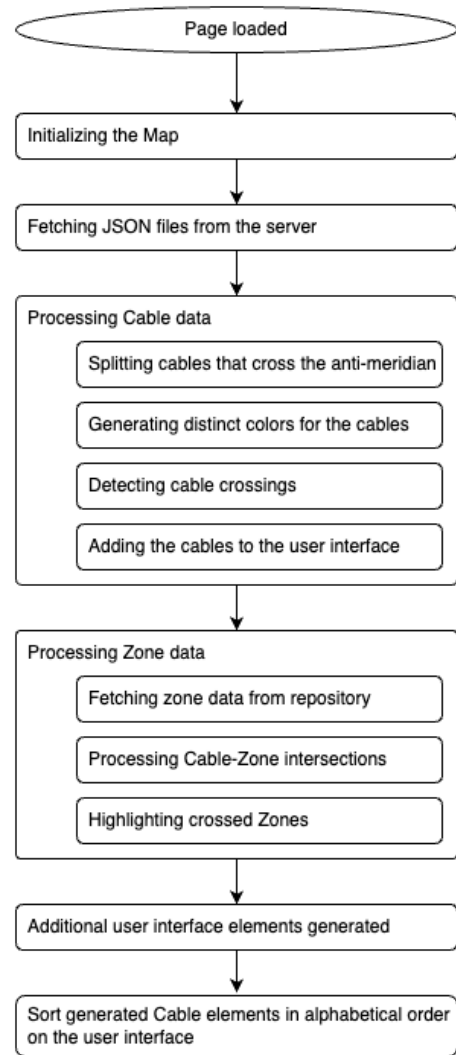 Page loaded
Initializing the Map
Fetching JSON files from the server
Processing Cable data
Splitting cables that cross the anti-meridian
Generating distinct colors for the cables
Detecting cable crossings
Adding the cables to the user interface
Processing Zone data
Fetching zone data from repository
Processing Cable-Zone intersections
Highlighting crossed Zones
Additional user interface elements generated
Sort generated Cable elements in alphabetical order
on the user interface